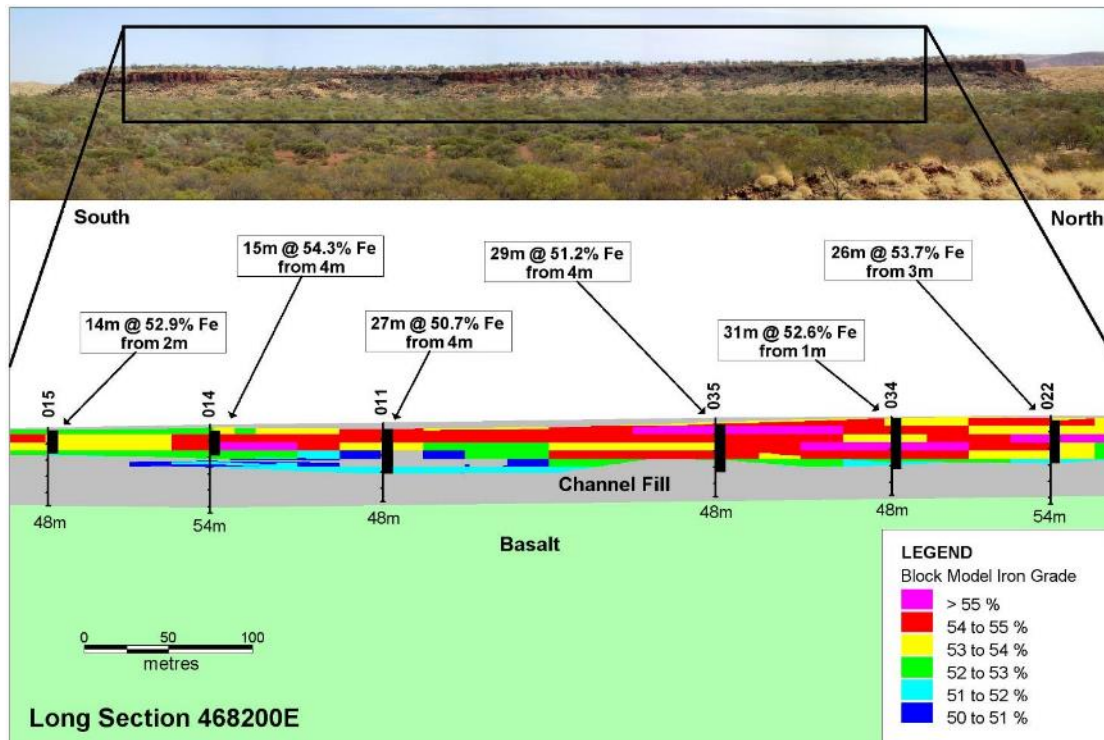 South
North
15m @ 54.3% Fe
from 4m
29m @ 51.2% Fe
from 4m
26m @ 53.7% Fe
from 3m
14m @ 52.9% Fe
from 2m
27m @ 50.7% Fe
from 4m
31m @ 52.6% Fe
from 1m
015
014
011
035
034
022
Channel Fill
48m
54m
48m
48m
48m
54m
Basalt
0 50 100
metres
Long Section 468200E
LEGEND
Block Model Iron Grade
> 55 %
54 to 55 %
53 to 54 %
52 to 53 %
51 to 52 %
50 to 51 %